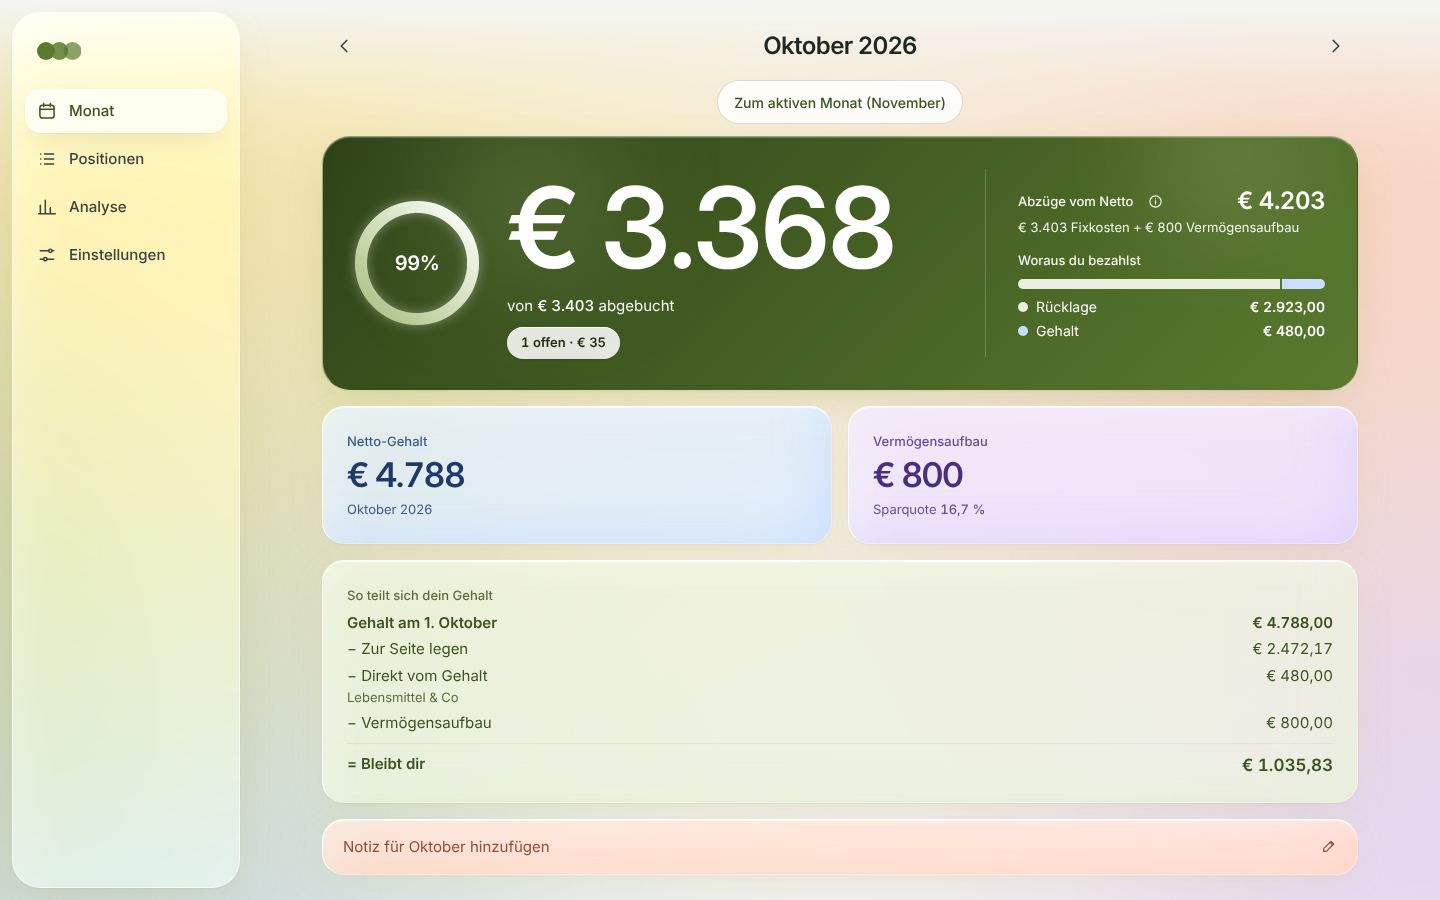 Oktober 2026
Zum aktiven Monat (November)
Monat
Positionen
Analyse
Einstellungen
99%
€ 3.368
von € 3.403 abgebucht
1 offen · € 35
Abzüge vom Netto € 4.203
€ 3.403 Fixkosten + € 800 Vermögensaufbau
Woraus du bezahlst
Rücklage € 2.923,00
Gehalt € 480,00
Netto-Gehalt
€ 4.788
Oktober 2026
Vermögensaufbau
€ 800
Sparquote 16,7 %
So teilt sich dein Gehalt
Gehalt am 1. Oktober € 4.788,00
− Zur Seite legen € 2.472,17
− Direkt vom Gehalt € 480,00
Lebensmittel & Co
− Vermögensaufbau € 800,00
= Bleibt dir € 1.035,83
Notiz für Oktober hinzufügen